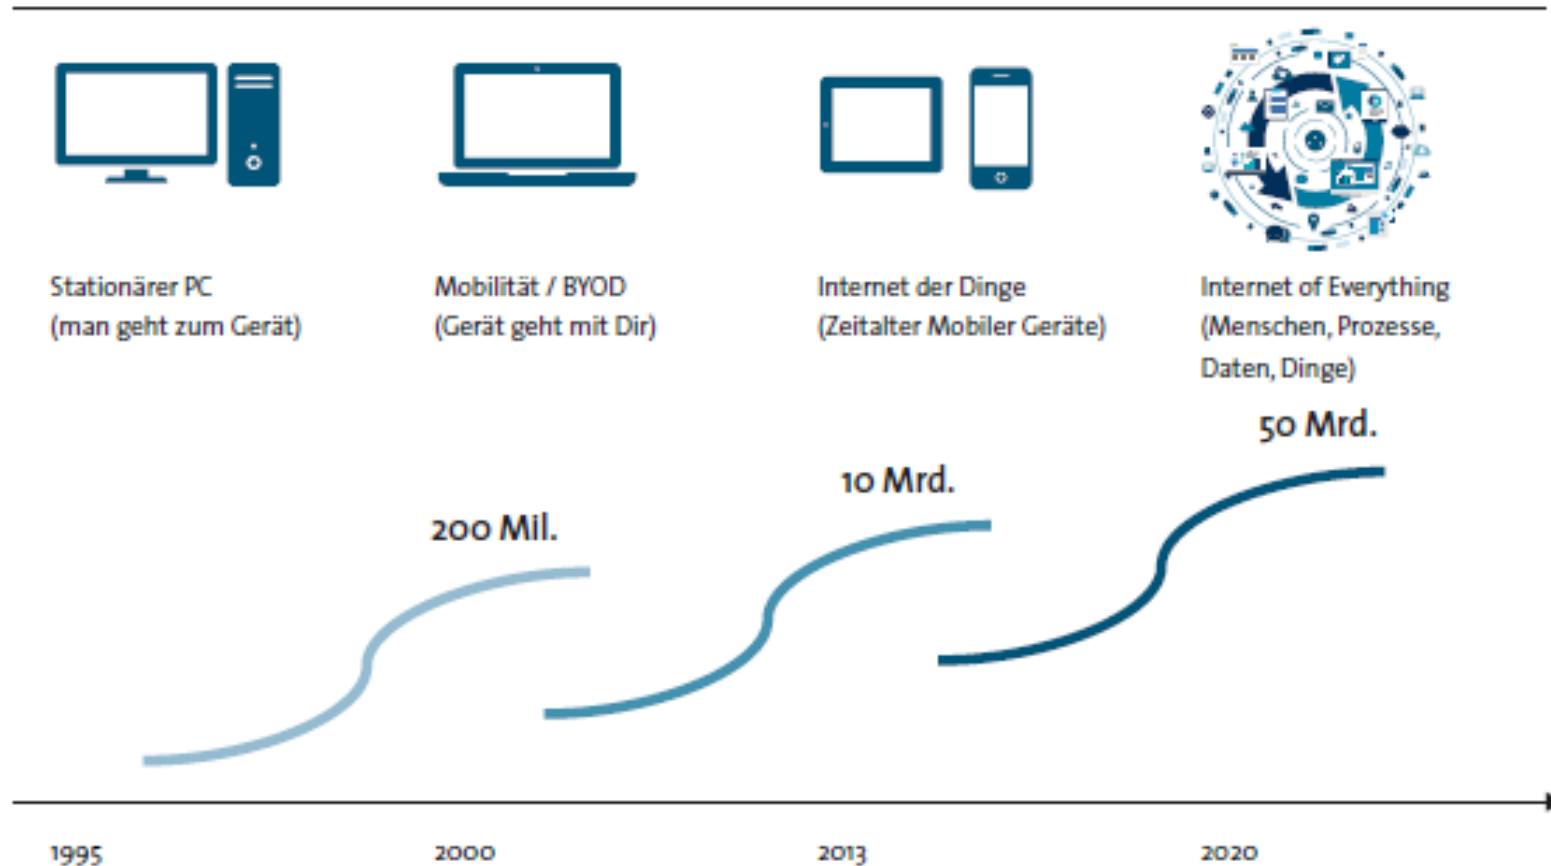 Stationärer PC
(man geht zum Gerät)
Mobilität / BYOD
(Gerät geht mit Dir)
Internet der Dinge
(Zeitalter Mobiler Geräte)
Internet of Everything
(Menschen, Prozesse,
Daten, Dinge)
200 Mil.
10 Mrd.
50 Mrd.
1995
2000
2013
2020